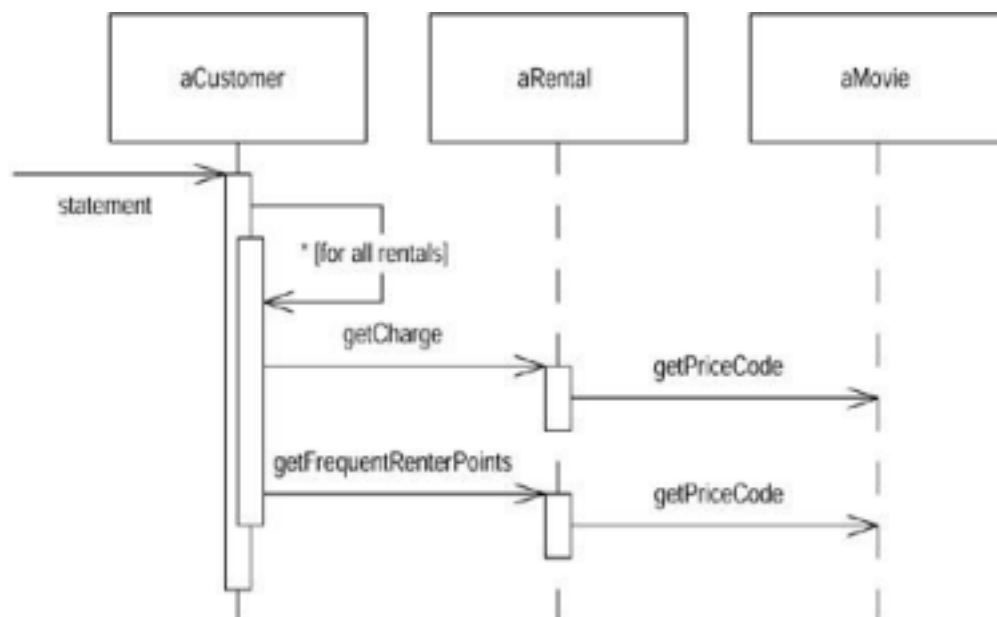 aCustomer
aRental
aMovie
statement
* [for all rentals]
getCharge
getPriceCode
getFrequentRenterPoints
getPriceCode